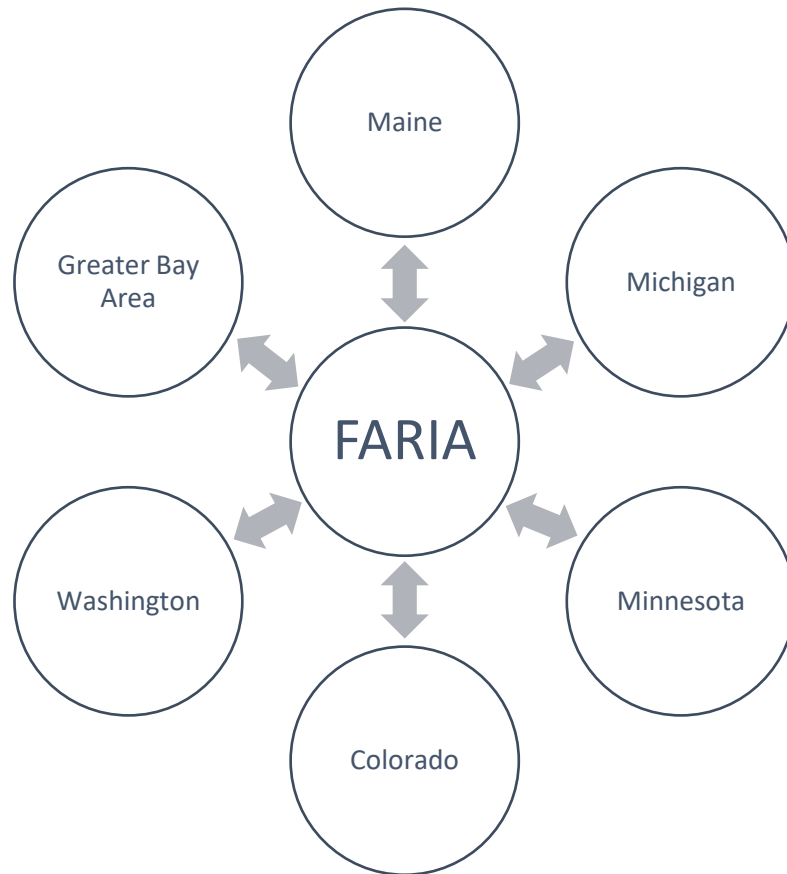 Maine
Greater Bay
Area
Michigan
FARIA
Washington
Minnesota
Colorado